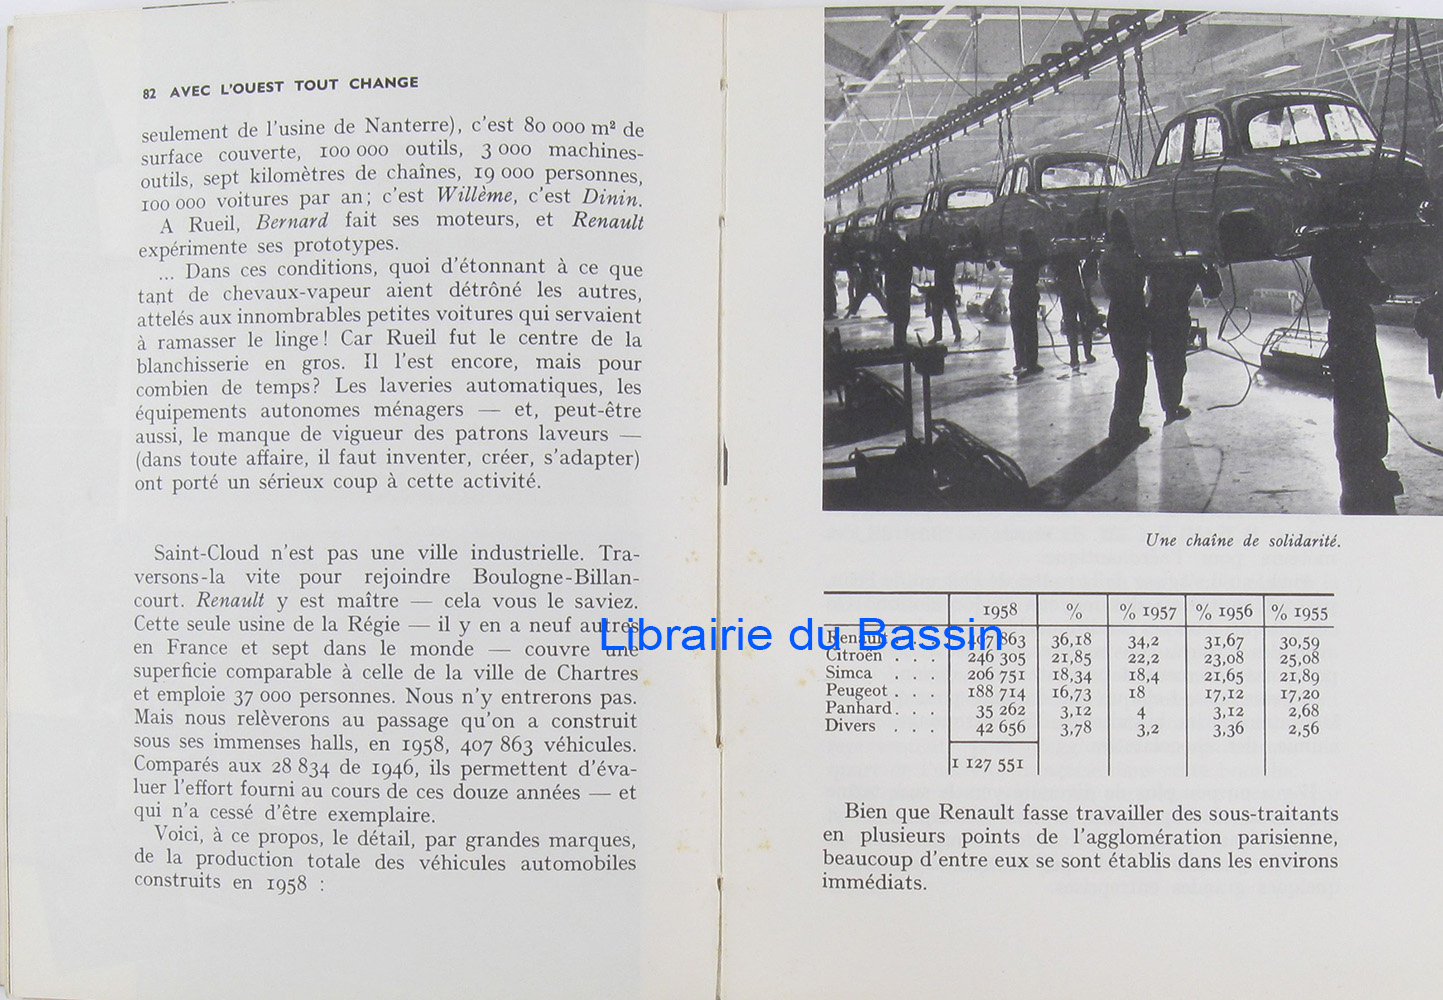 82 AVEC L'OUEST TOUT CHANGE
seulement de l'usine de Nanterre), c'est 80 000 m² de
surface couverte, 100 000 outils, 3 000 machines-
outils, sept kilomètres de chaînes, 19 000 personnes,
100 000 voitures par an; c'est Willème, c'est Dinin.
A Rueil, Bernard fait ses moteurs, et Renault
expérimente ses prototypes.
... Dans ces conditions, quoi d'étonnant à ce que
tant de chevaux-vapeur aient détrôné les autres,
attelés aux innombrables petites voitures qui servaient
à ramasser le linge! Car Rueil fut le centre de la
blanchisserie en gros. Il l'est encore, mais pour
combien de temps? Les laveries automatiques, les
équipements autonomes ménagers — et, peut-être
aussi, le manque de vigueur des patrons laveurs —
(dans toute affaire, il faut inventer, créer, s'adapter)
ont porté un sérieux coup à cette activité.
Saint-Cloud n'est pas une ville industrielle. Tra-
versons-la vite pour rejoindre Boulogne-Billan-
court. Renault y est maître — cela vous le saviez.
Cette seule usine de la Régie — il y en a neuf autres
en France et sept dans le monde — couvre une
superficie comparable à celle de la ville de Chartres
et emploie 37 000 personnes. Nous n'y entrerons pas.
Mais nous relèverons au passage qu'on a construit
sous ses immenses halls, en 1958, 407 863 véhicules.
Comparés aux 28 834 de 1946, ils permettent d'éva-
luer l'effort fourni au cours de ces douze années — et
qui n'a cessé d'être exemplaire.
Voici, à ce propos, le détail, par grandes marques,
de la production totale des véhicules automobiles
construits en 1958 :
Une chaîne de solidarité.
1958 % % 1957 % 1956 % 1955
Renault . . . 407 863 36,18 34,2 31,67 30,59
Citroën . . . 246 305 21,85 22,2 23,08 25,08
Simca . . . 206 751 18,34 18,4 21,65 21,89
Peugeot . . . 188 714 16,73 18 17,12 17,20
Panhard . . . 35 262 3,12 4 3,12 2,68
Divers . . . 42 656 3,78 3,2 3,36 2,56
1 127 551
Bien que Renault fasse travailler des sous-traitants
en plusieurs points de l'agglomération parisienne,
beaucoup d'entre eux se sont établis dans les environs
immédiats.
Librairie du Bassin